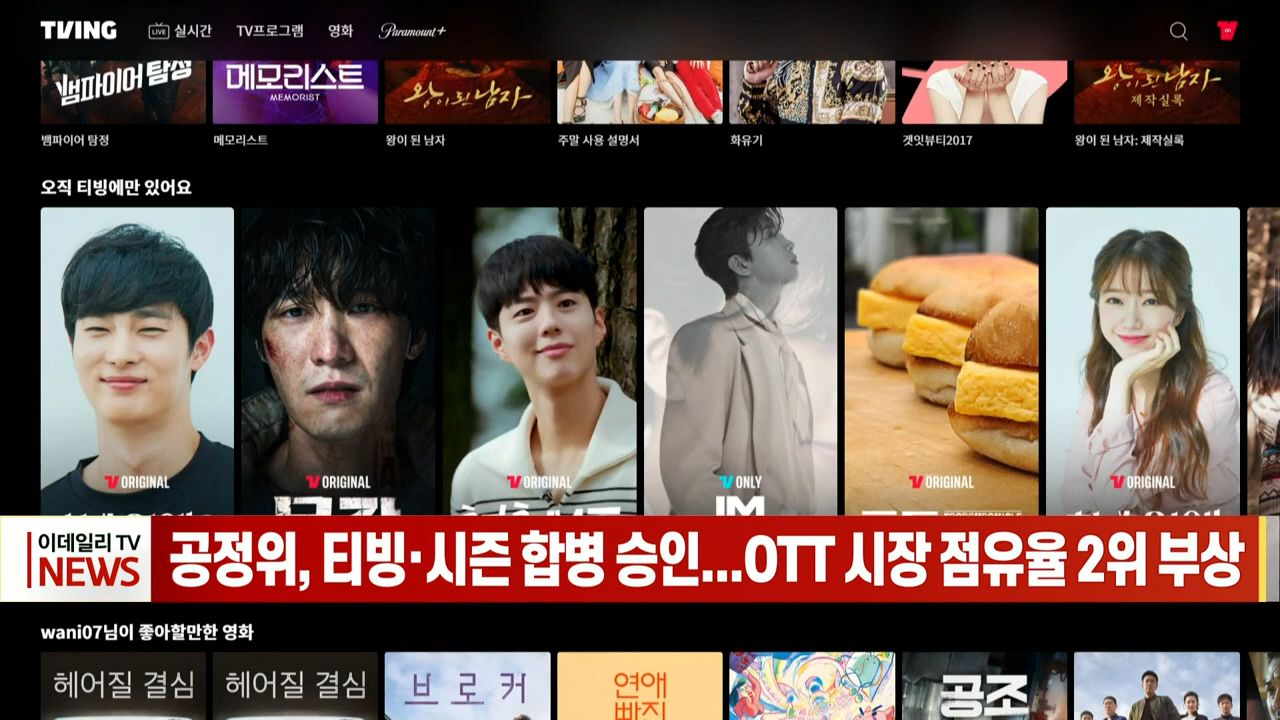 TVING
LIVE 실시간 TV프로그램 영화 Paramount+
뱀파이어 탐정
메모리스트
MEMORIST
왕이 된 남자
왕이 된 남자
제작실록
뱀파이어 탐정
메모리스트
왕이 된 남자
주말 사용 설명서
화유기
겟잇뷰티2017
왕이 된 남자: 제작실록
오직 티빙에만 있어요
ORIGINAL
ORIGINAL
ORIGINAL
ONLY
ORIGINAL
ORIGINAL
IM
이데일리 TV
NEWS
공정위, 티빙·시즌 합병 승인...OTT 시장 점유율 2위 부상
wani07님이 좋아할만한 영화
헤어질 결심
헤어질 결심
브로커
연애
빠진
공조